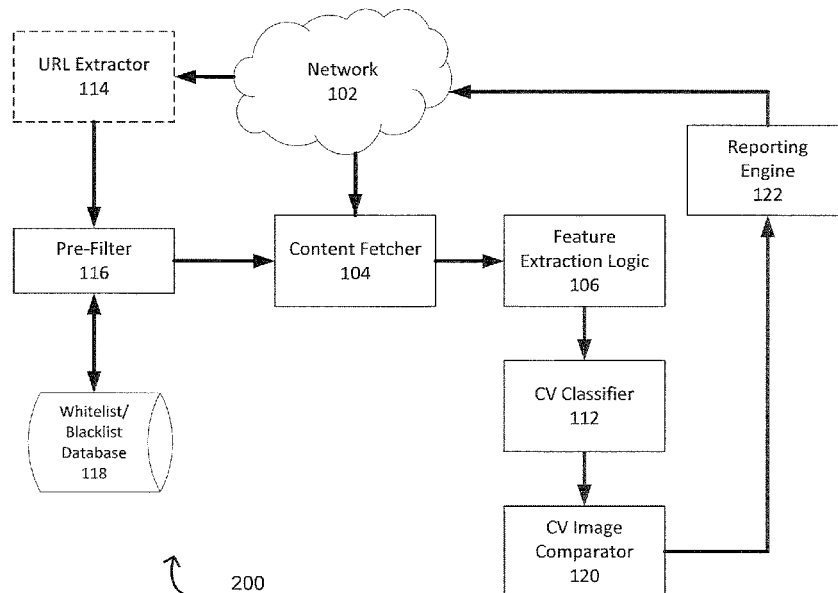 URL Extractor
114
Network
102
Reporting
Engine
122
Pre-Filter
116
Content Fetcher
104
Feature
Extraction Logic
106
CV Classifier
112
Whitelist/
Blacklist
Database
118
CV Image
Comparator
120
200